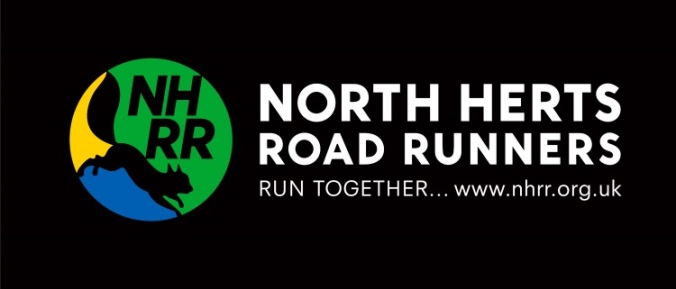 NH
RR
NORTH HERTS
ROAD RUNNERS
RUN TOGETHER... www.nhrr.org.uk